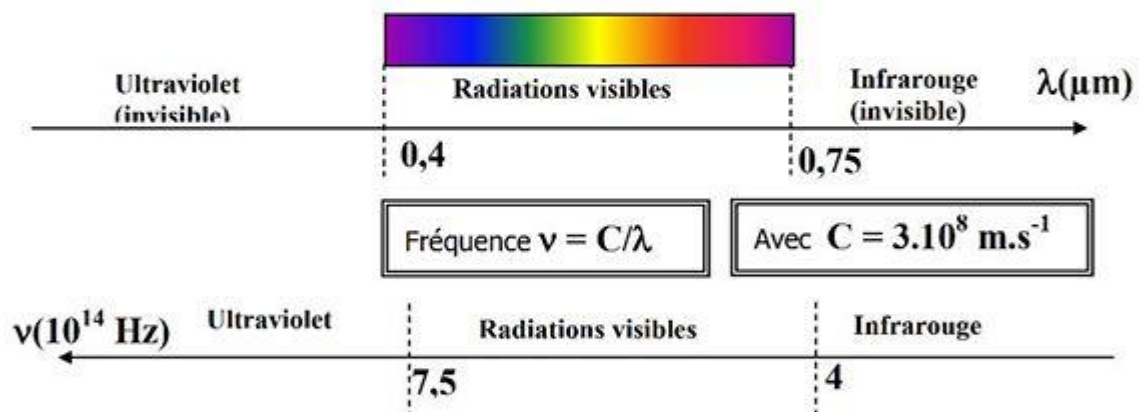 Ultraviolet
(invisible)
Radiations visibles
Infrarouge
(invisible)
λ(µm)
0,4
0,75
Fréquence ν = C/λ
Avec C = 3.10⁸ m.s⁻¹
ν(10¹⁴ Hz)
Ultraviolet
Radiations visibles
Infrarouge
7,5
4